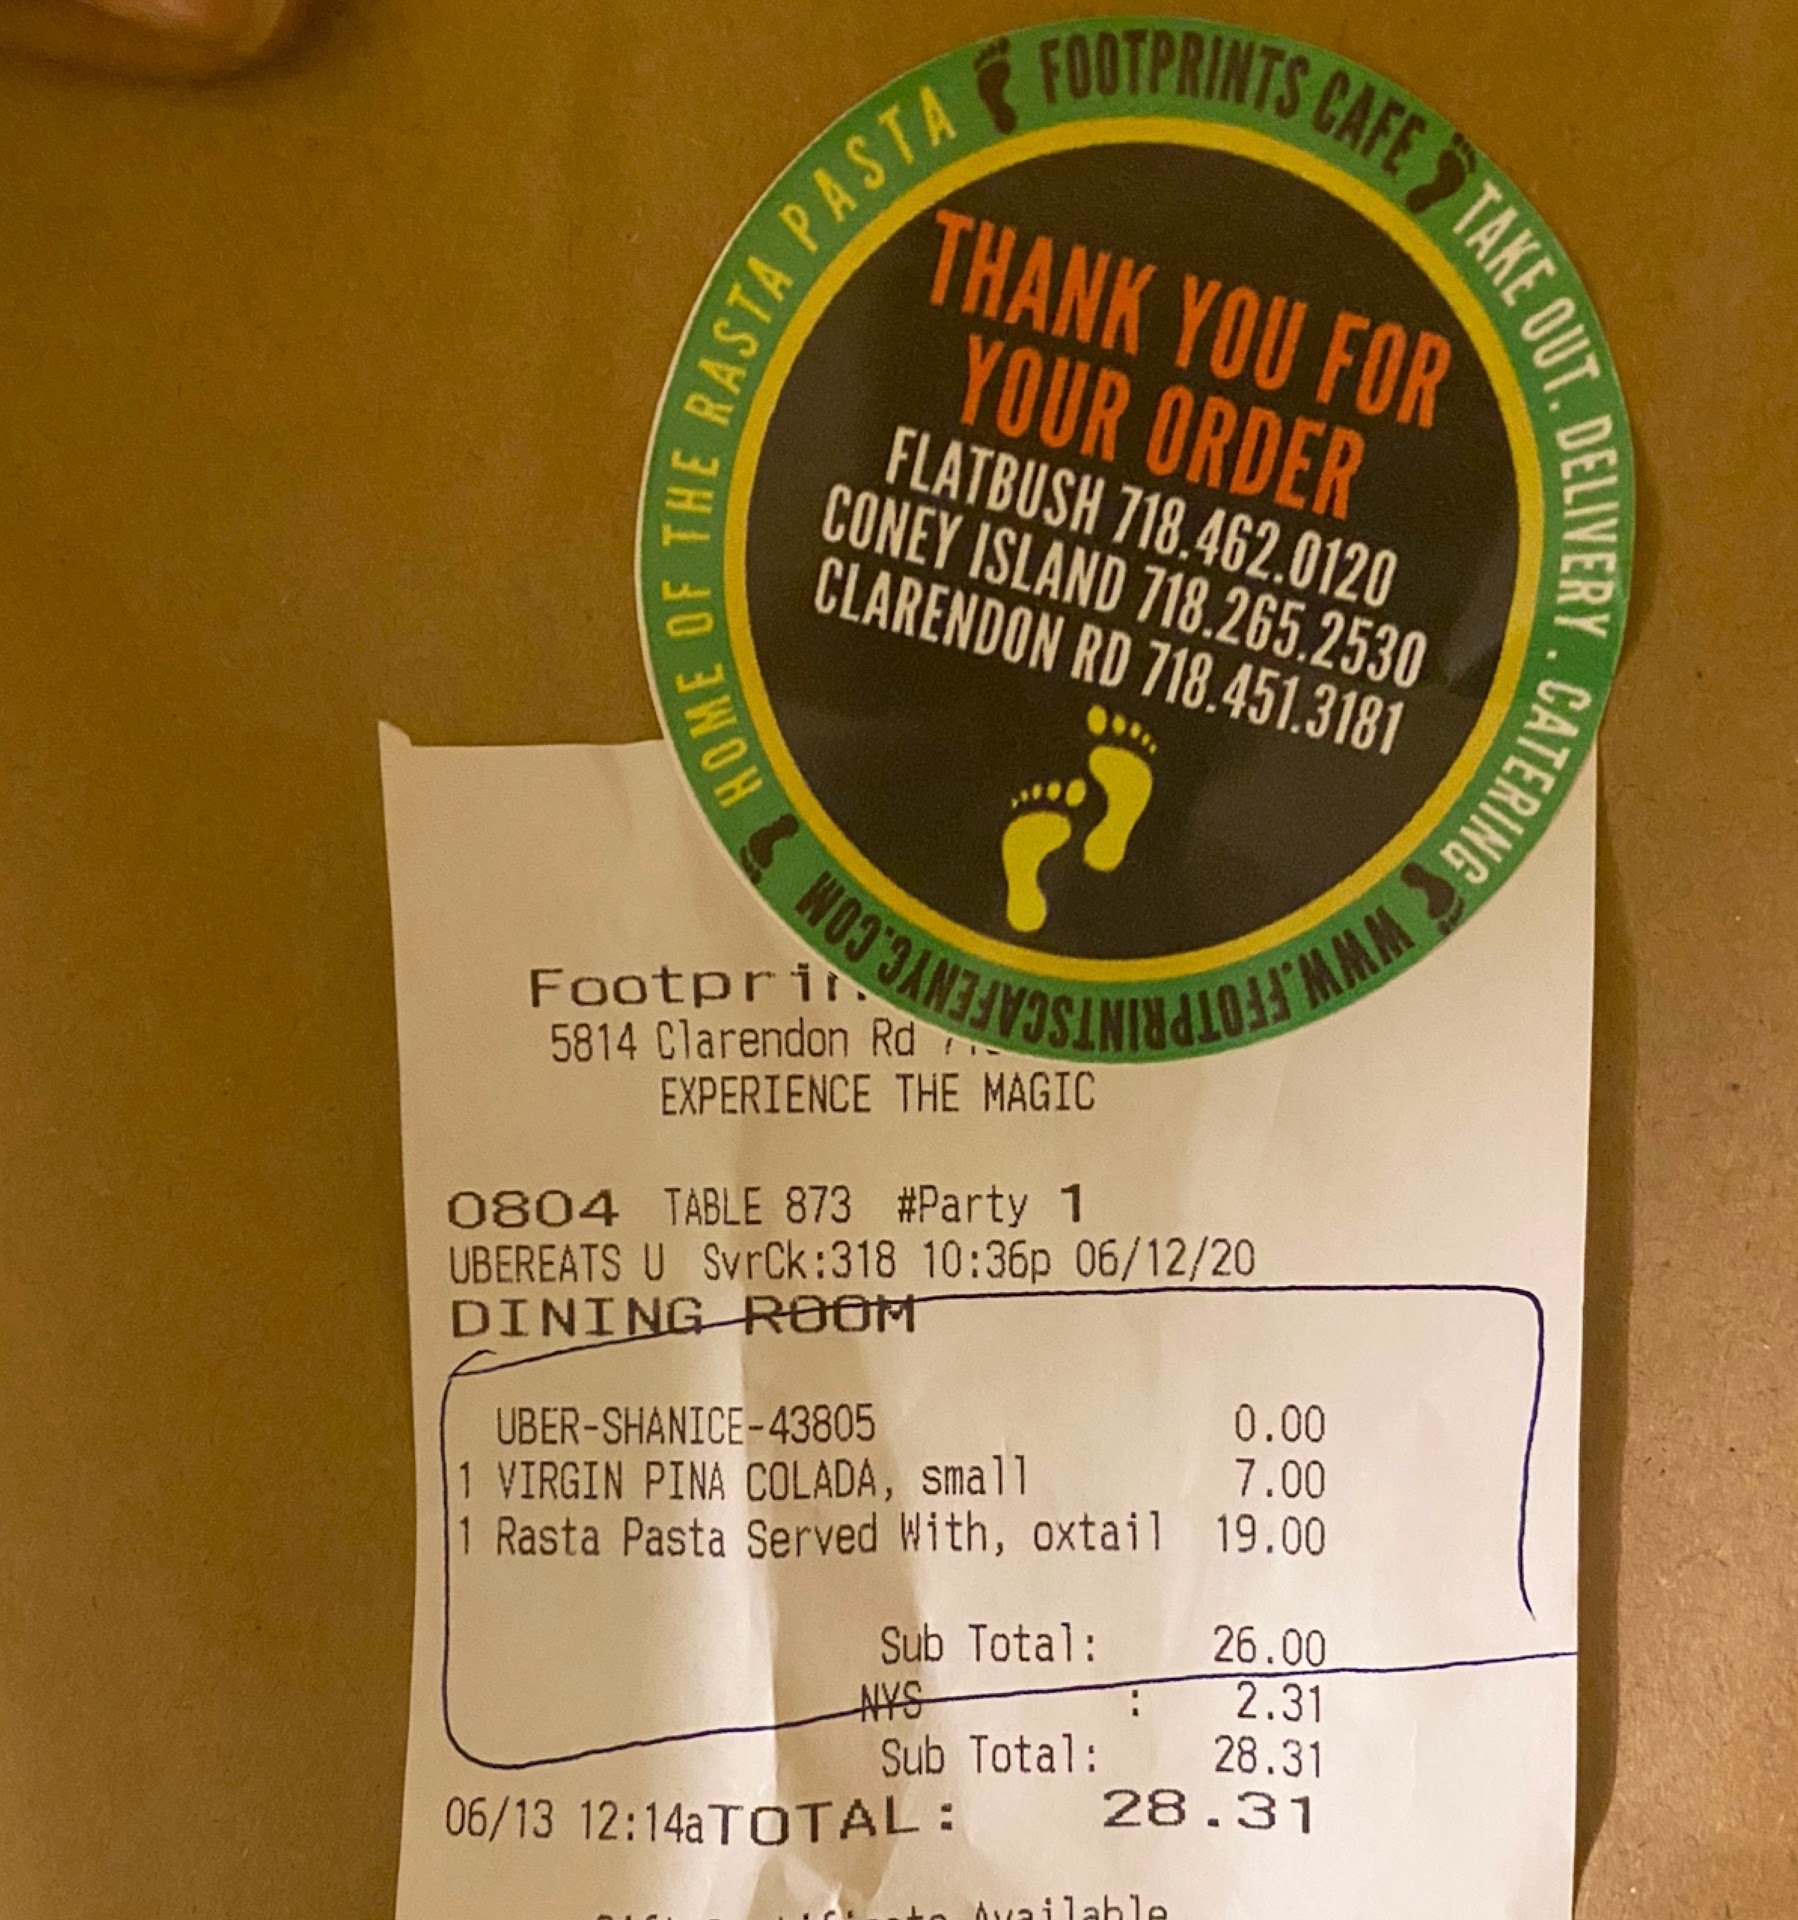 HOME OF THE RASTA PASTA
FOOTPRINTS CAFE
TAKE OUT. DELIVERY . CATERING
WWW.FFOTPRINTSCAFENYC.COM
THANK YOU FOR
YOUR ORDER
FLATBUSH 718.462.0120
CONEY ISLAND 718.265.2530
CLARENDON RD 718.451.3181
5814 Clarendon Rd
EXPERIENCE THE MAGIC
0804 TABLE 873 #Party 1
UBEREATS U SvrCk:318 10:36p 06/12/20
DINING ROOM
UBER-SHANICE-43805 0.00
1 VIRGIN PINA COLADA, small 7.00
1 Rasta Pasta Served With, oxtail 19.00
Sub Total: 26.00
NYS : 2.31
Sub Total: 28.31
06/13 12:14aTOTAL: 28.31
Available